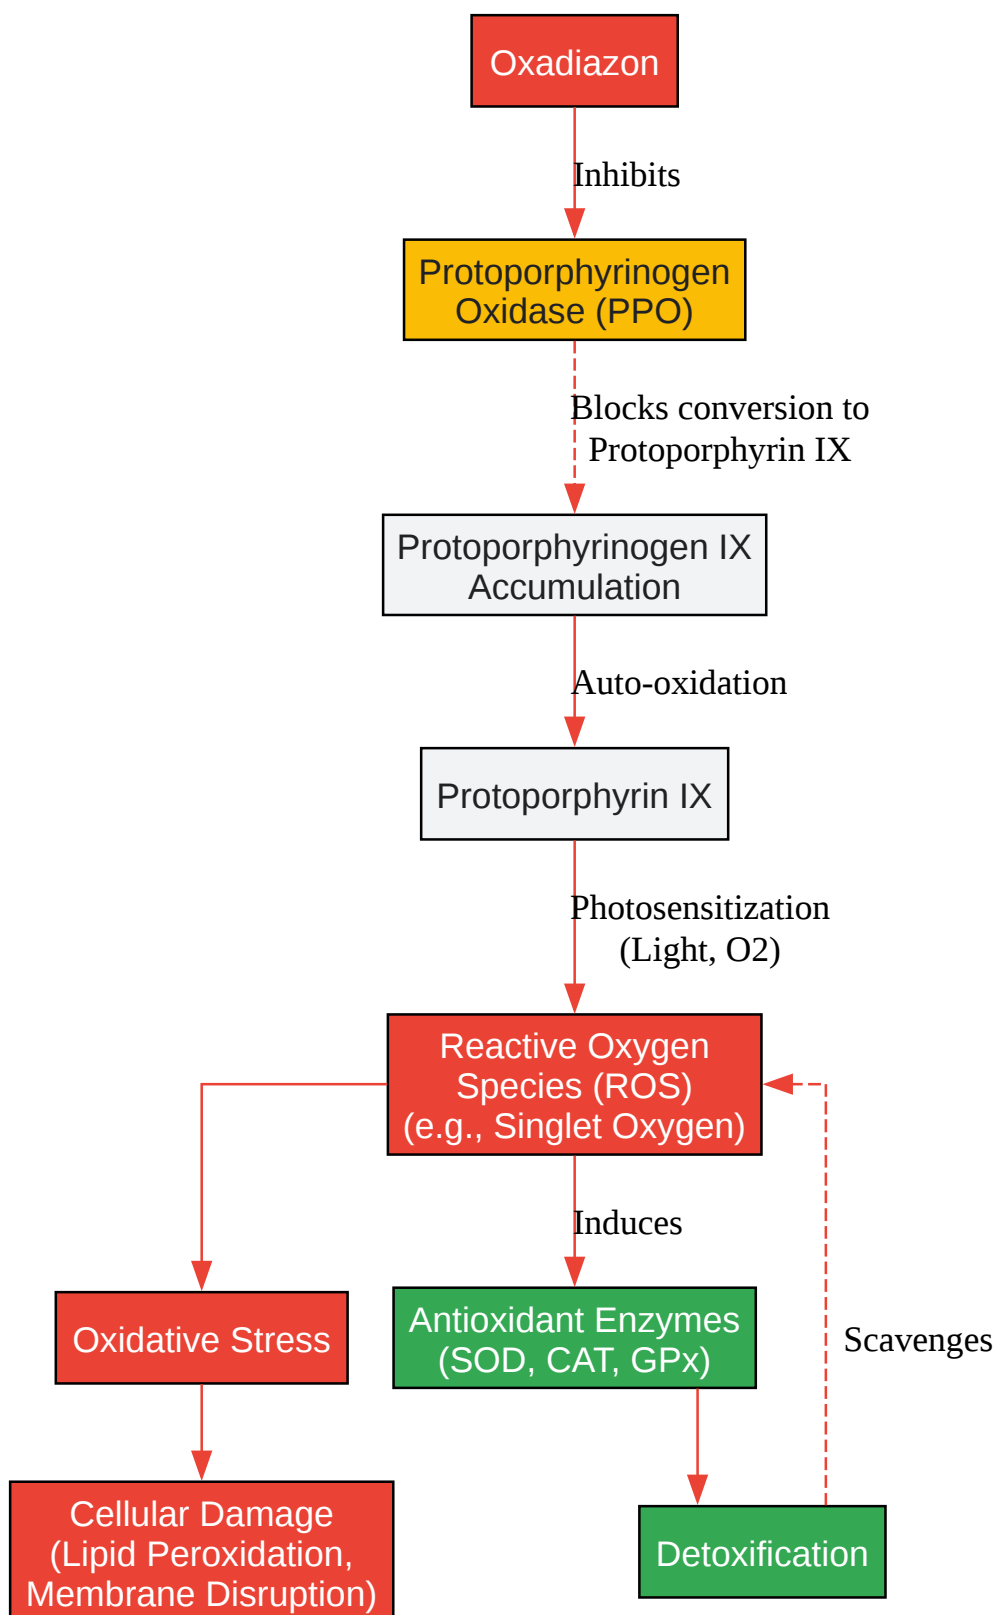 Oxadiazon
Inhibits
Protoporphyrinogen
Oxidase (PPO)
Blocks conversion to
Protoporphyrin IX
Protoporphyrinogen IX
Accumulation
Auto-oxidation
Protoporphyrin IX
Photosensitization
(Light, O2)
Reactive Oxygen
Species (ROS)
(e.g., Singlet Oxygen)
Induces
Oxidative Stress
Antioxidant Enzymes
(SOD, CAT, GPx)
Scavenges
Cellular Damage
(Lipid Peroxidation,
Membrane Disruption)
Detoxification